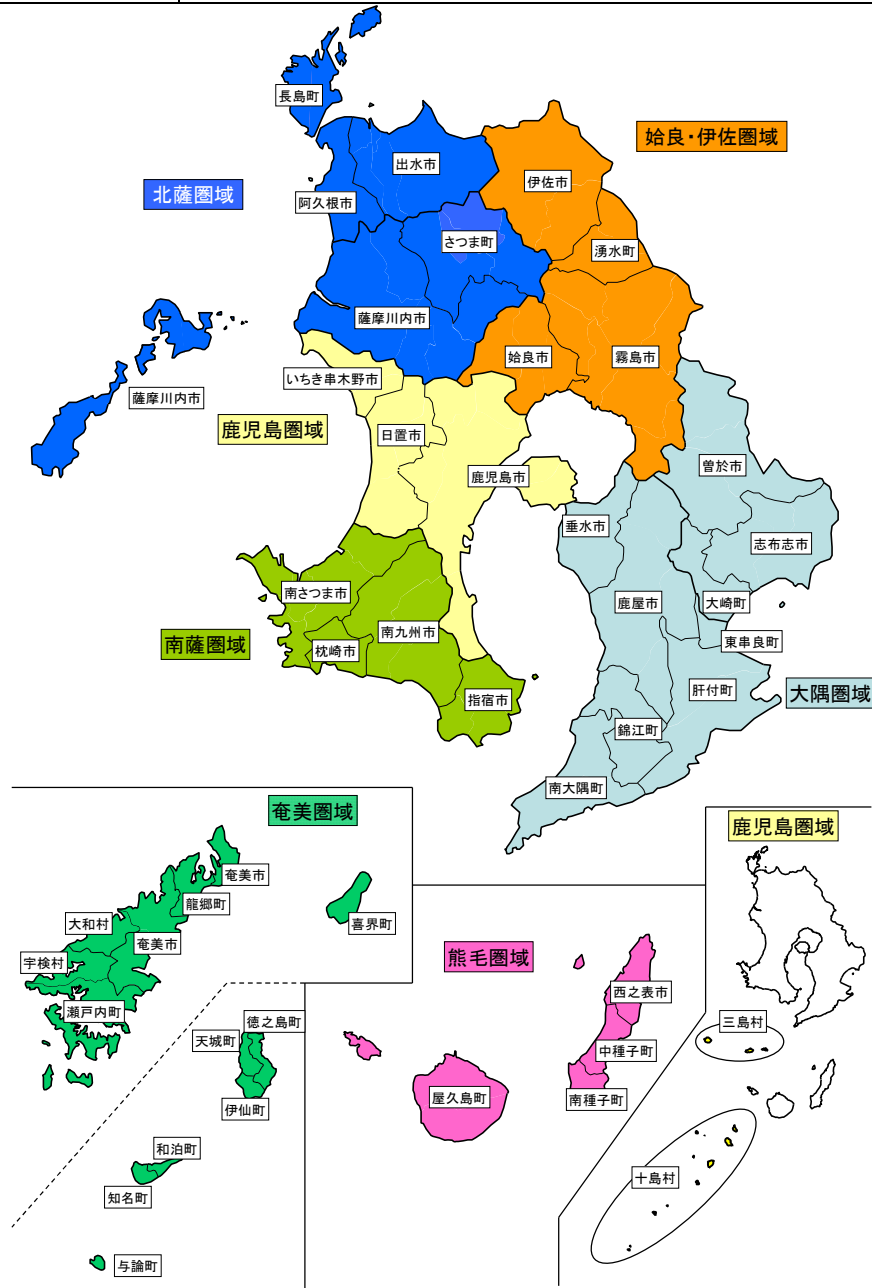 長島町
始良・伊佐圏域
出水市
伊佐市
北薩圏域
阿久根市
さつま町
湧水町
薩摩川内市
始良市
霧島市
いちき串木野市
薩摩川内市
鹿児島圏域
日置市
鹿児島市
曽於市
垂水市
志布志市
南さつま市
鹿屋市
大崎町
南薩圏域
枕崎市
南九州市
東串良町
指宿市
肝付町
大隅圏域
錦江町
南大隅町
奄美圏域
鹿児島圏域
奄美市
龍郷町
大和村
喜界町
奄美市
宇検村
熊毛圏域
瀬戸内町
西之表市
徳之島町
三島村
天城町
中種子町
屋久島町
南種子町
伊仙町
和泊町
十島村
知名町
与論町